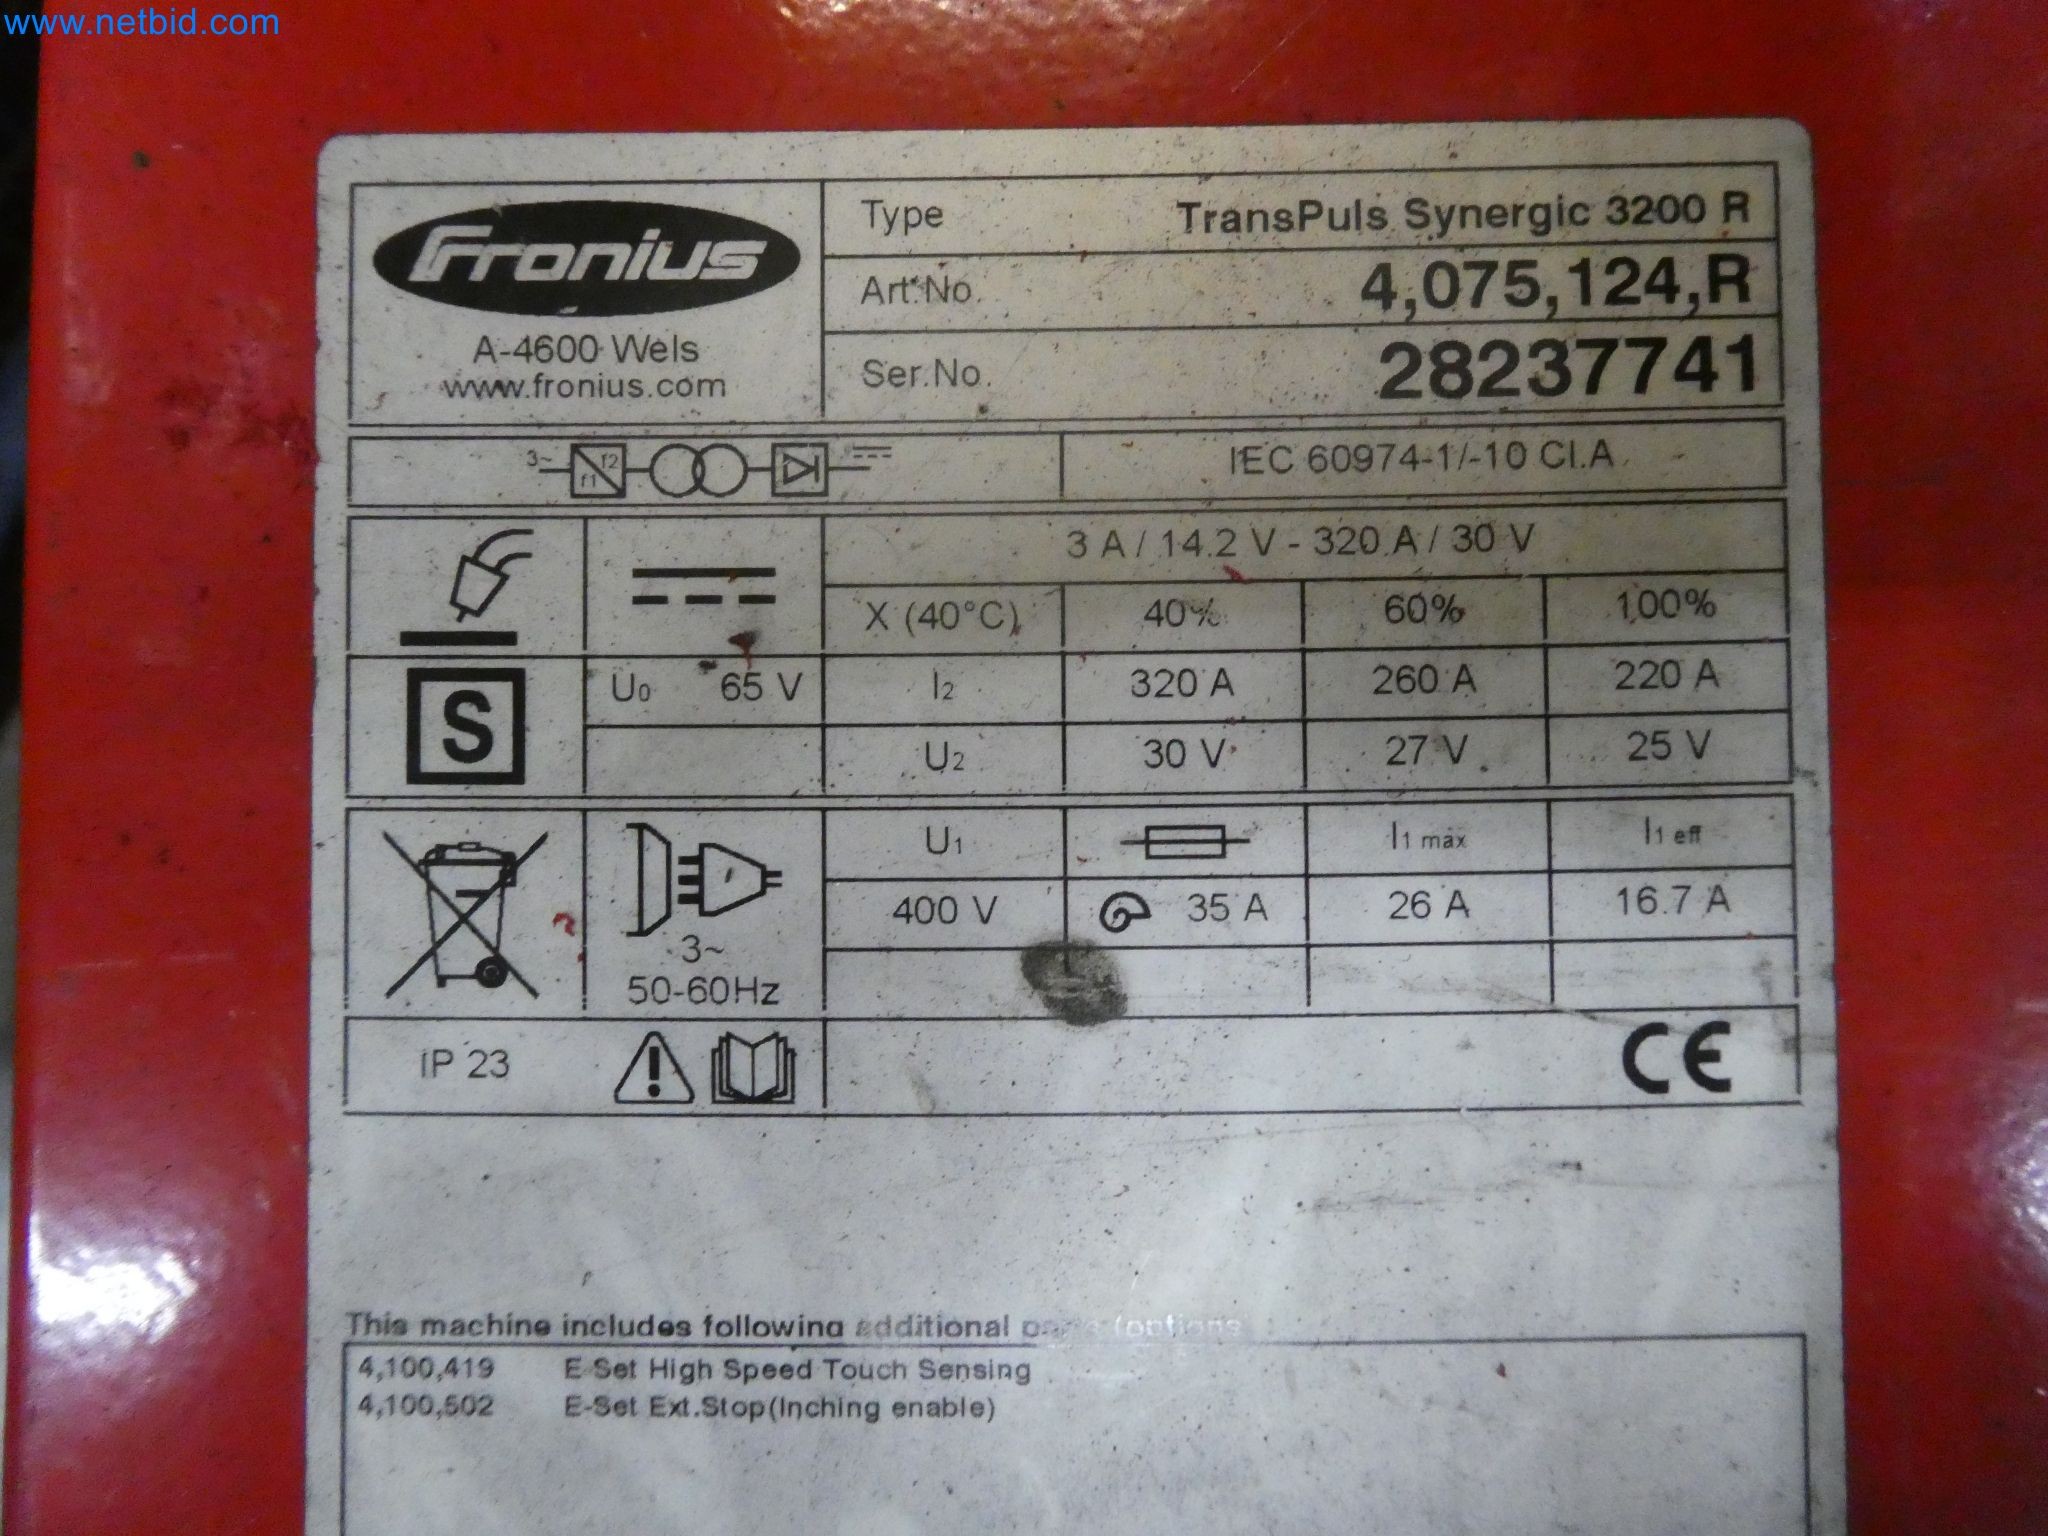 www.netbid.com
Fronius
A-4600 Wels
www.fronius.com
Type TransPuls Synergic 3200 R
Art.No. 4,075,124,R
Ser.No. 28237741
3~ f1 f2
IEC 60974-1/-10 Cl.A
3 A / 14.2 V - 320 A / 30 V
X (40°C) 40% 60% 100%
S
U0 65 V I2 320 A 260 A 220 A
U2 30 V 27 V 25 V
U1 I1 max I1 eff
400 V 35 A 26 A 16.7 A
3~
50-60Hz
IP 23
CE
This machine includes following additional (options
4,100,419 E-Set High Speed Touch Sensing
4,100,502 E-Set Ext.Stop(Inching enable)